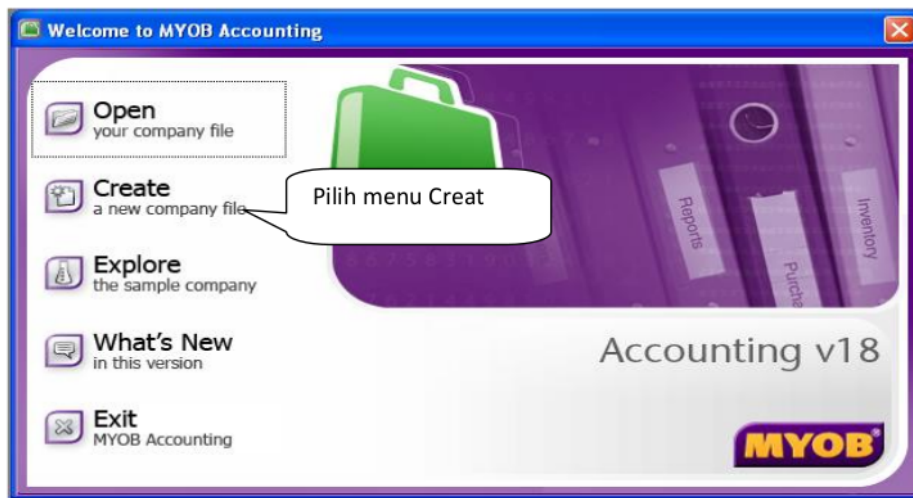 Welcome to MYOB Accounting
Open
your company file
Create
a new company file
Pilih menu Creat
Explore
the sample company
What's New
in this version
Exit
MYOB Accounting
Reports
Purcha
Inventory
Accounting v18
MYOB®